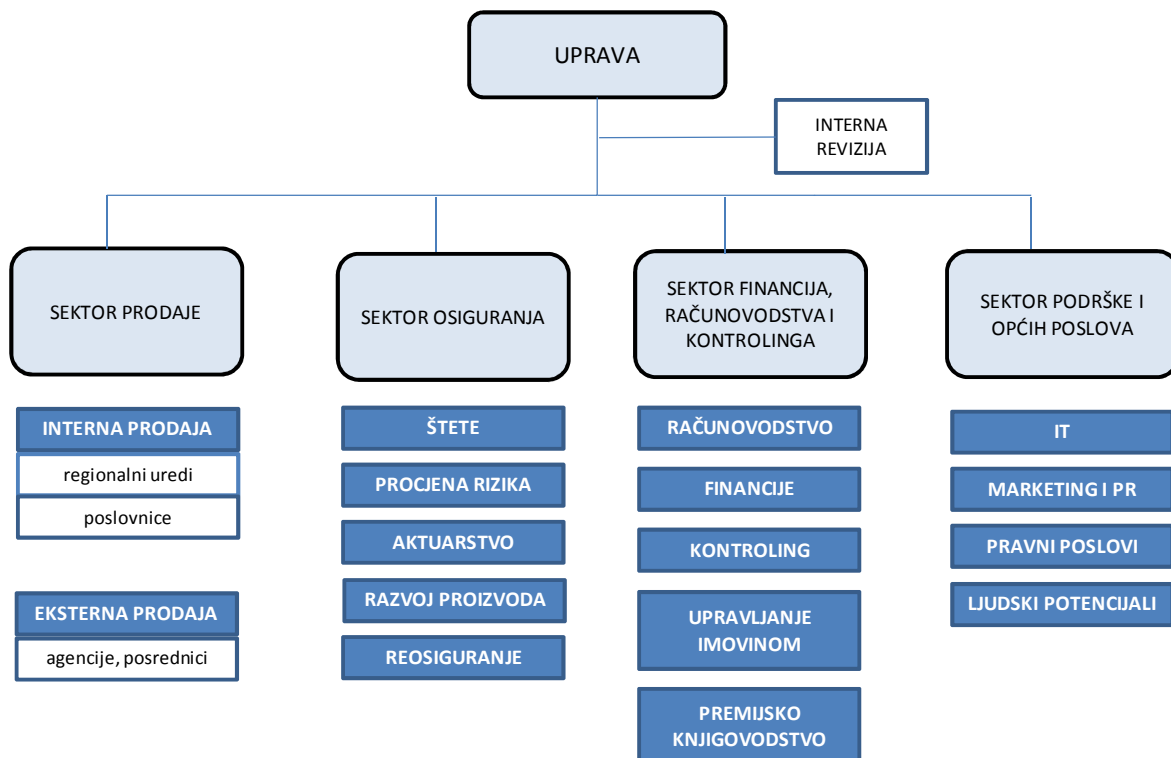 UPRAVA
INTERNA
REVIZIJA
SEKTOR PRODAJE
SEKTOR OSIGURANJA
SEKTOR FINANCIJA,
RAČUNOVODSTVA I
KONTROLINGA
SEKTOR PODRŠKE I
OPĆIH POSLOVA
INTERNA PRODAJA
regionalni uredi
poslovnice
EKSTERNA PRODAJA
agencije, posrednici
ŠTETE
PROCJENA RIZIKA
AKTUARSTVO
RAZVOJ PROIZVODA
REOSIGURANJE
RAČUNOVODSTVO
FINANCIJE
KONTROLING
UPRAVLJANJE
IMOVINOM
PREMIJSKO
KNJIGOVODSTVO
IT
MARKETING I PR
PRAVNI POSLOVI
LJUDSKI POTENCIJALI